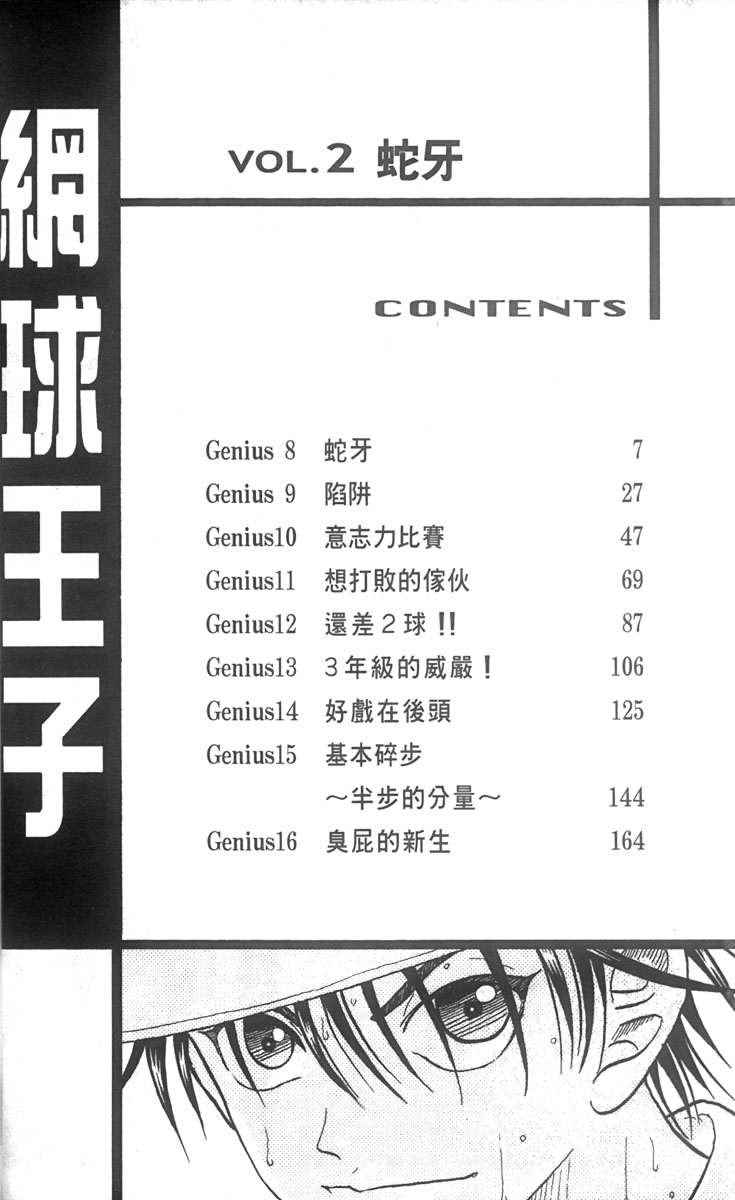 網球王子
VOL.2 蛇牙
CONTENTS
Genius 8 蛇牙 7
Genius 9 陷阱 27
Genius10 意志力比賽 47
Genius11 想打敗的傢伙 69
Genius12 還差2球!! 87
Genius13 3年級的威嚴! 106
Genius14 好戲在後頭 125
Genius15 基本碎步
～半步的分量～ 144
Genius16 臭屁的新生 164